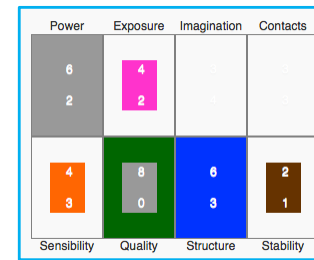 Power Exposure Imagination Contacts
6 4
2 2
4 8 6 2
3 0 3 1
Sensibility Quality Structure Stability